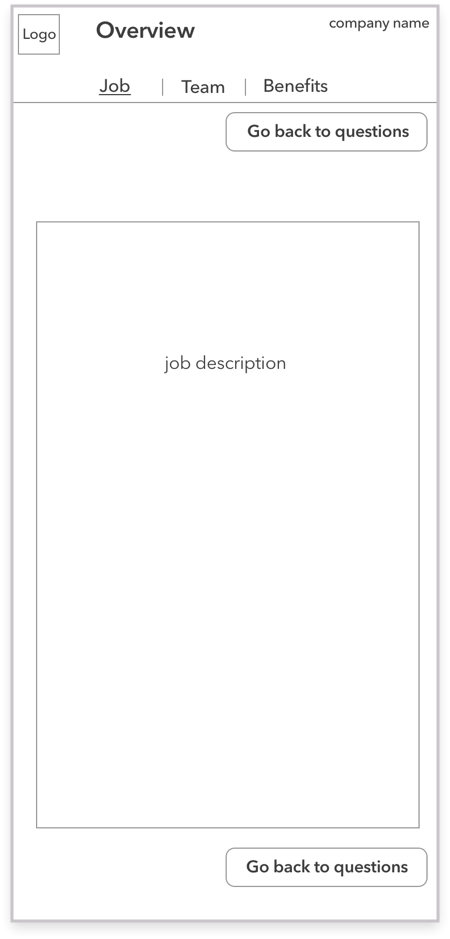 Logo
Overview
company name
Job | Team | Benefits
Go back to questions
job description
Go back to questions